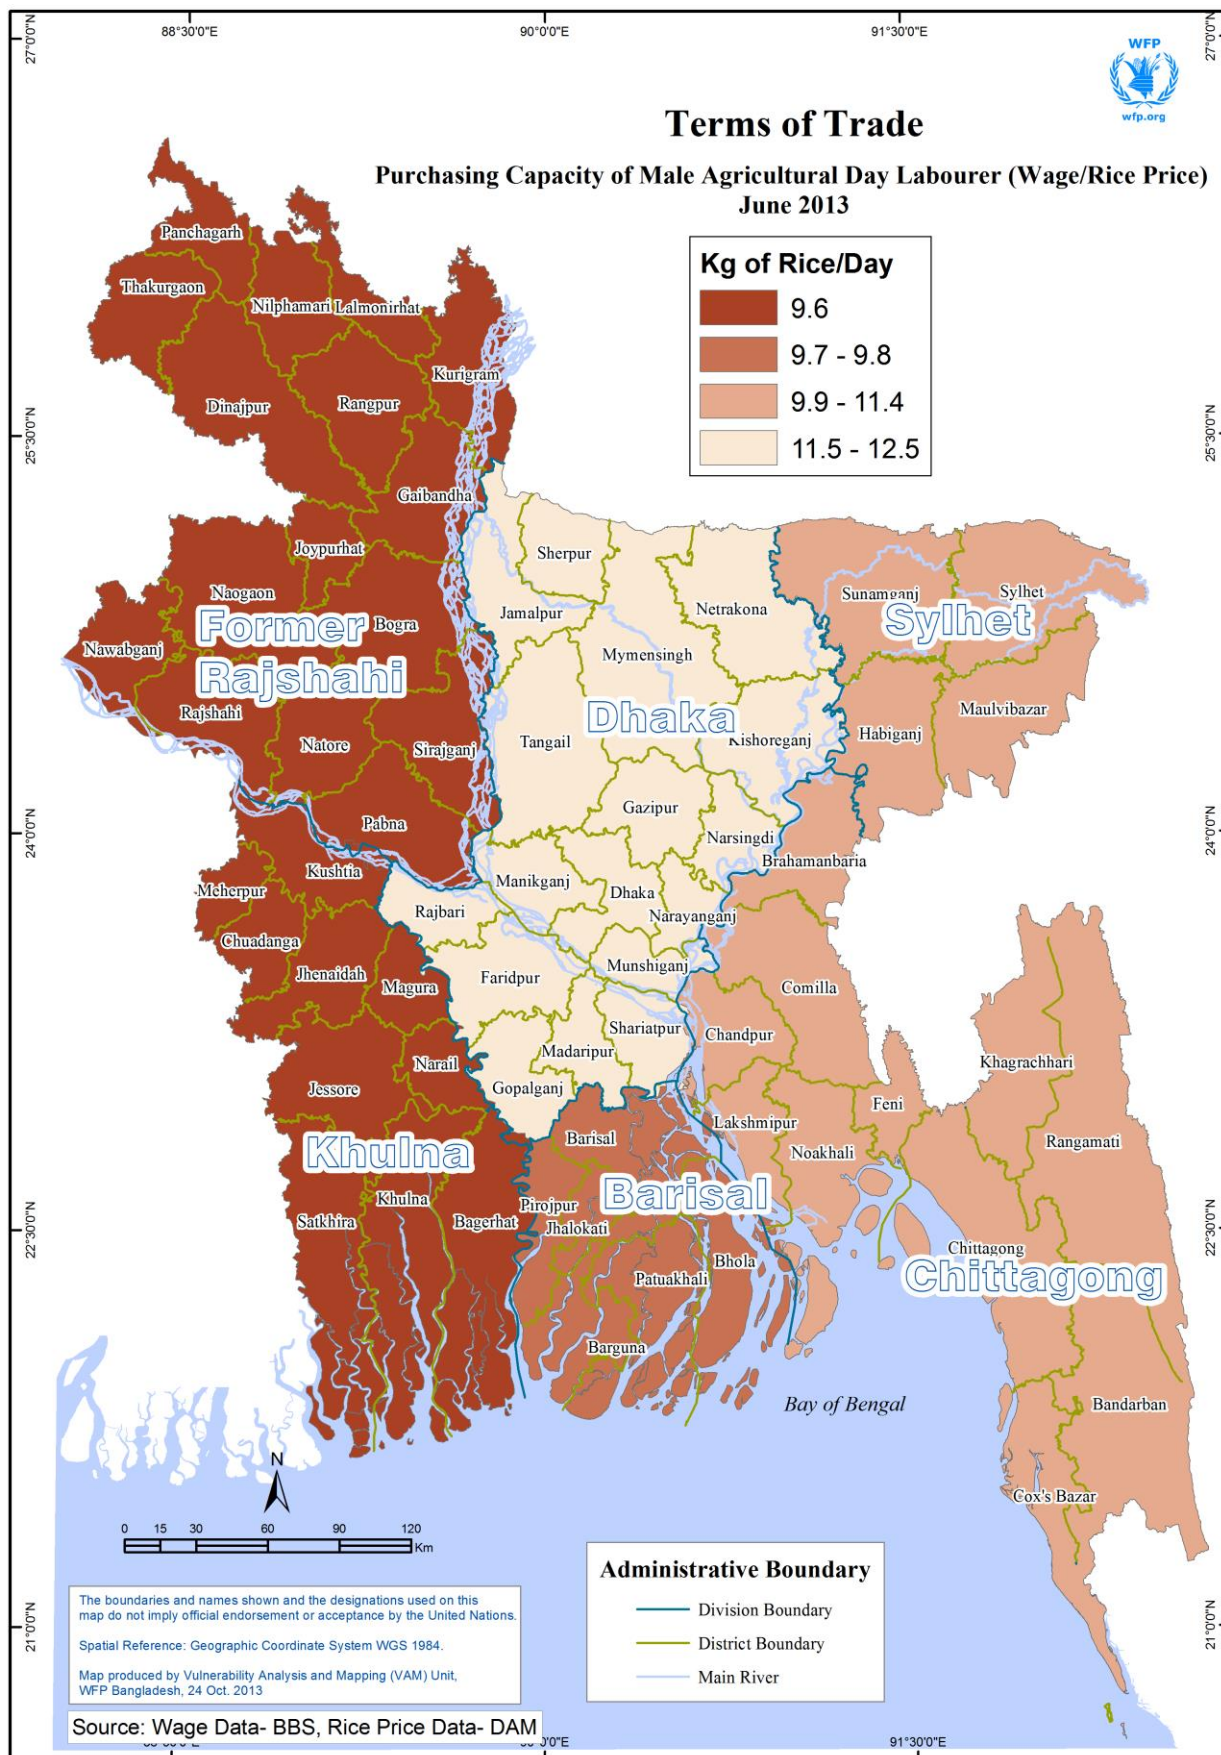 88°30'0"E
90°0'0"E
91°30'0"E
27°0'0"N
27°0'0"N
WFP
wfp.org
Terms of Trade
Purchasing Capacity of Male Agricultural Day Labourer (Wage/Rice Price)
June 2013
Kg of Rice/Day
9.6
9.7 - 9.8
9.9 - 11.4
11.5 - 12.5
Panchagarh
Thakurgaon
Nilphamari
Lalmonirhat
Kurigram
Dinajpur
Rangpur
25°30'0"N
25°30'0"N
Gaibandha
Joypurhat
Sherpur
Naogaon
Jamalpur
Netrakona
Sunamganj
Sylhet
Former
Rajshahi
Bogra
Sylhet
Nawabganj
Mymensingh
Rajshahi
Dhaka
Maulvibazar
Natore
Sirajganj
Tangail
Kishoreganj
Habiganj
Gazipur
Pabna
Narsingdi
24°0'0"N
24°0'0"N
Kushtia
Brahamanbaria
Meherpur
Manikganj
Dhaka
Rajbari
Narayanganj
Chuadanga
Jhenaidah
Magura
Faridpur
Munshiganj
Comilla
Shariatpur
Chandpur
Madaripur
Narail
Jessore
Gopalganj
Khagrachhari
Feni
Lakshmipur
Barisal
Noakhali
Rangamati
Khulna
Khulna
Pirojpur
Barisal
Satkhira
Bagerhat
Jhalokati
22°30'0"N
22°30'0"N
Bhola
Chittagong
Patuakhali
Chittagong
Barguna
Bay of Bengal
Bandarban
Cox's Bazar
N
0 15 30 60 90 120
Km
Administrative Boundary
Division Boundary
District Boundary
Main River
The boundaries and names shown and the designations used on this
map do not imply official endorsement or acceptance by the United Nations.
Spatial Reference: Geographic Coordinate System WGS 1984.
Map produced by Vulnerability Analysis and Mapping (VAM) Unit,
WFP Bangladesh, 24 Oct. 2013
21°0'0"N
21°0'0"N
Source: Wage Data- BBS, Rice Price Data- DAM
91°30'0"E